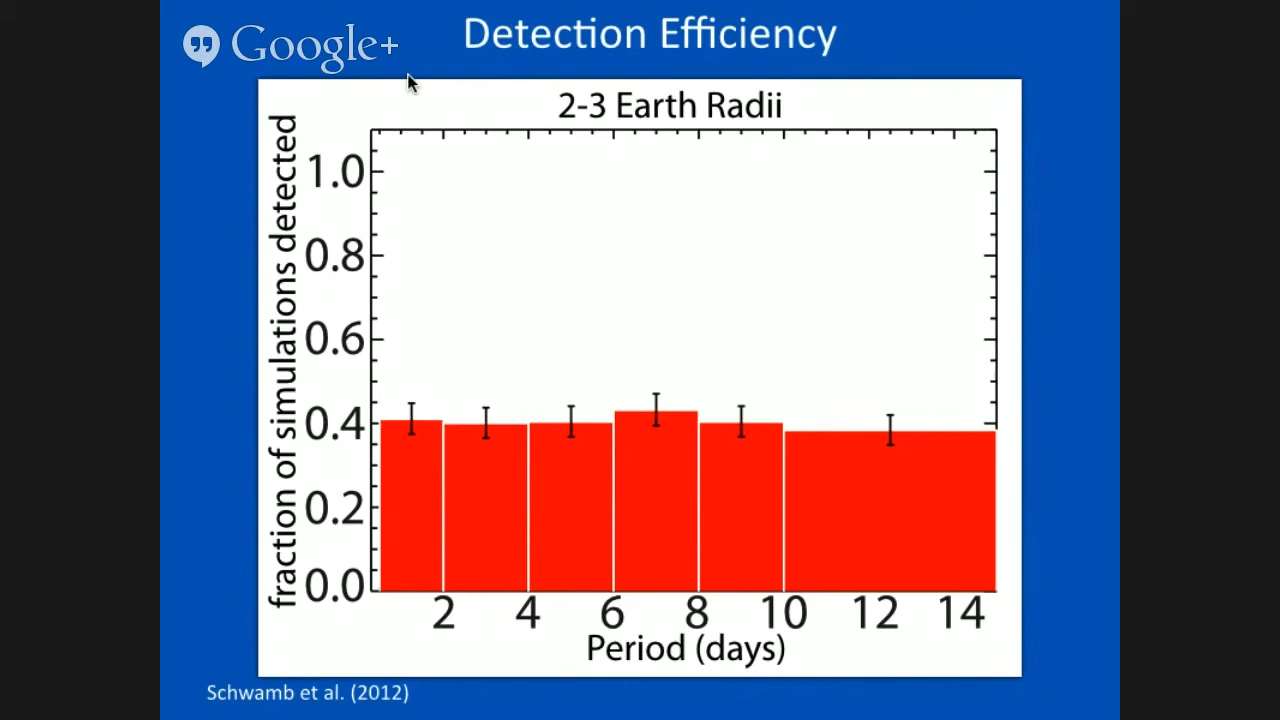 Google+
Detection Efficiency
2-3 Earth Radii
fraction of simulations detected
1.0
0.8
0.6
0.4
0.2
0.0
2 4 6 8 10 12 14
Period (days)
Schwamb et al. (2012)